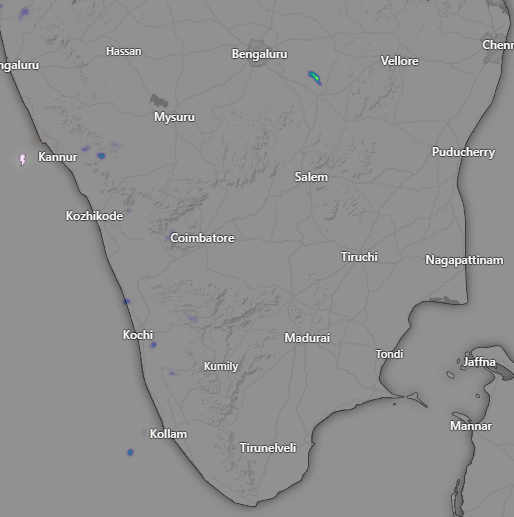 Hassan
Bengaluru
Chenn
Vellore
ngaluru
Mysuru
Kannur
Puducherry
Salem
Kozhikode
Coimbatore
Tiruchi
Nagapattinam
Kochi
Madurai
Tondi
Kumily
Jaffna
Mannar
Kollam
Tirunelveli